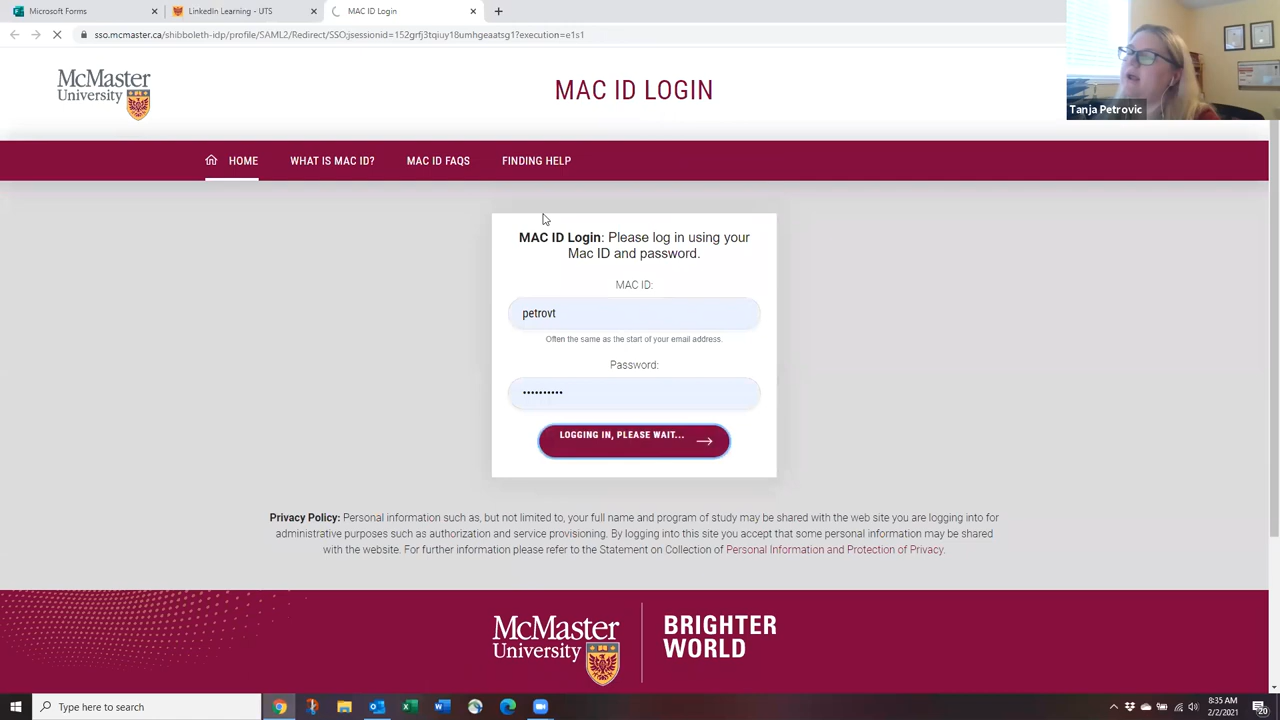 Microsoft Forms
LinkedIn Learning - UTS
MAC ID Login
sso.mcmaster.ca/shibboleth-idp/profile/SAML2/Redirect/SSO;jsessionid=152grfj3tqiuy18umhgeaatsg1?execution=e1s1
McMaster
University
MAC ID LOGIN
Tanja Petrovic
HOME
WHAT IS MAC ID?
MAC ID FAQS
FINDING HELP
MAC ID Login: Please log in using your
Mac ID and password.
MAC ID:
petrovt
Often the same as the start of your email address.
Password:
••••••••••
LOGGING IN, PLEASE WAIT...
Privacy Policy: Personal information such as, but not limited to, your full name and program of study may be shared with the web site you are logging into for
administrative purposes such as authorization and service provisioning. By logging into this site you accept that some personal information may be shared
with the website. For further information please refer to the Statement on Collection of Personal Information and Protection of Privacy.
McMaster
University
BRIGHTER
WORLD
Type here to search
8:35 AM
2/2/2021
20